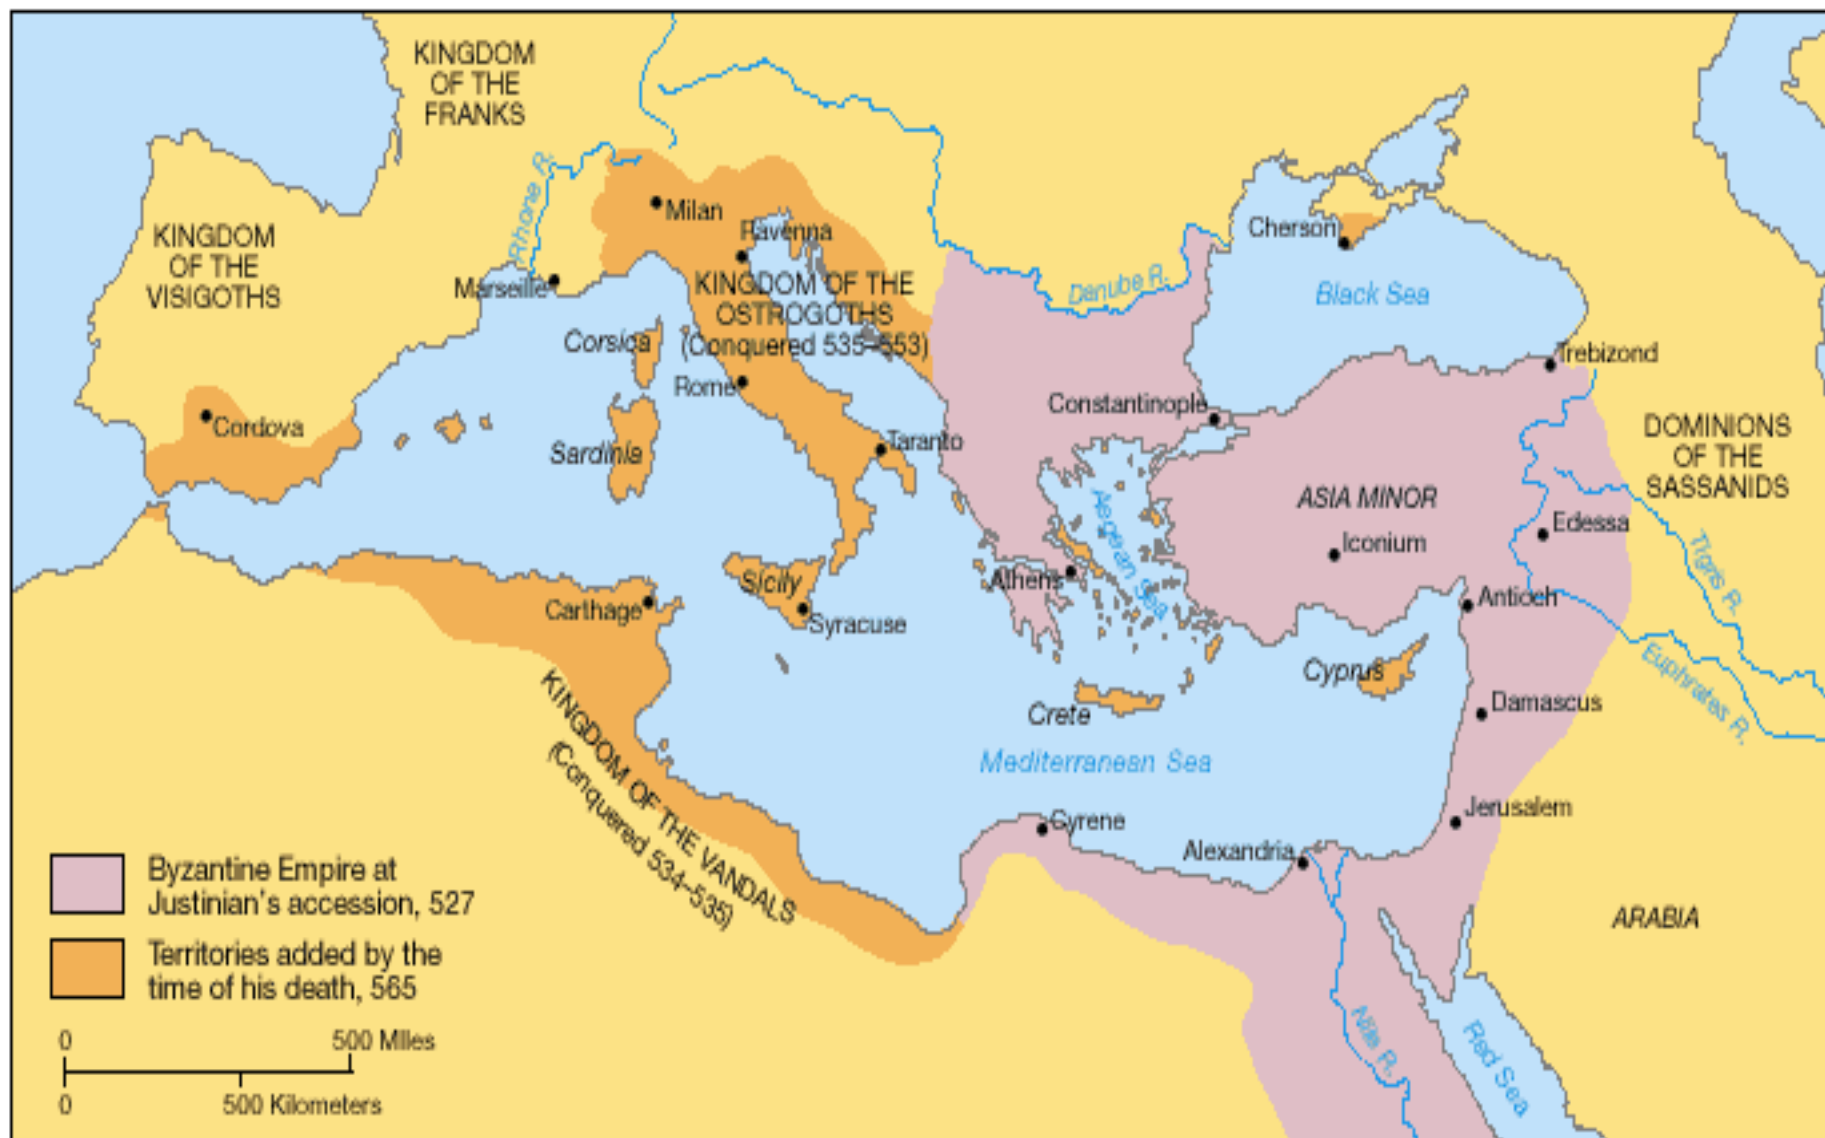 KINGDOM
OF THE
FRANKS
KINGDOM
OF THE
VISIGOTHS
Rhone R.
Milan
Ravenna
Marseille
KINGDOM OF THE
OSTROGOTHS
(Conquered 535–553)
Corsica
Rome
Sardinia
Taranto
Cordova
Danube R.
Cherson
Black Sea
Trebizond
Constantinople
DOMINIONS
OF THE
SASSANIDS
ASIA MINOR
Iconium
Edessa
Tigris R.
Aegean Sea
Athens
Antioch
Euphrates R.
Carthage
Sicily
Syracuse
Cyprus
Crete
Damascus
Mediterranean Sea
KINGDOM OF THE VANDALS
(Conquered 534–535)
Cyrene
Jerusalem
Alexandria
ARABIA
Nile R.
Red Sea
Byzantine Empire at
Justinian's accession, 527
Territories added by the
time of his death, 565
0 500 Miles
0 500 Kilometers